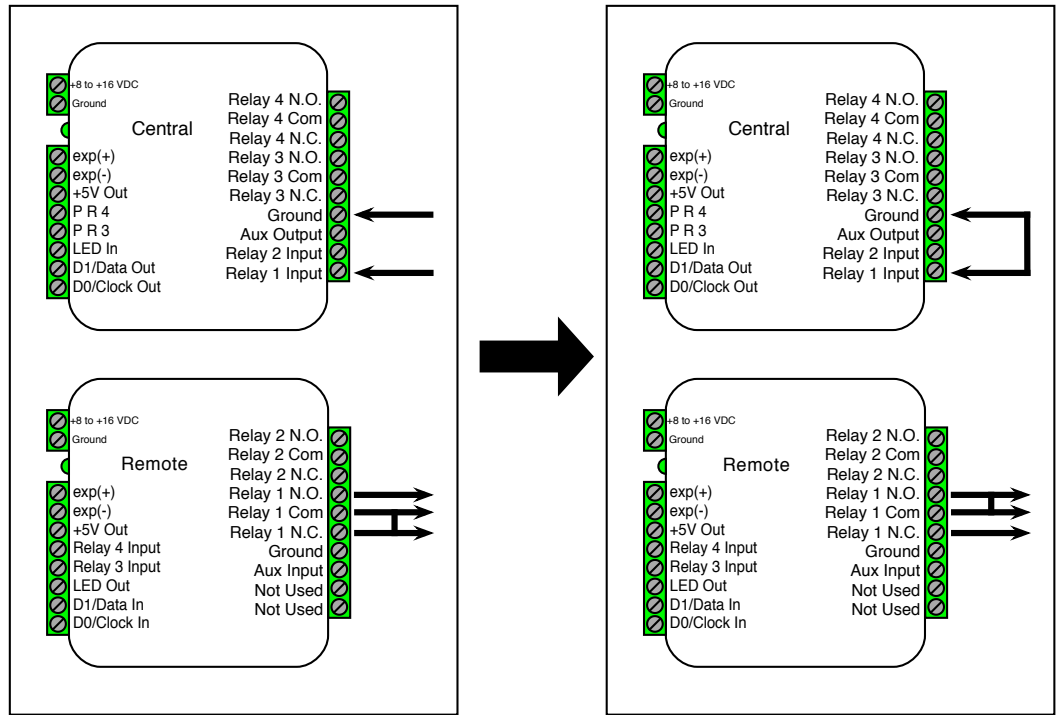 +8 to +16 VDC
Ground
Central
exp(+)
exp(-)
+5V Out
P R 4
P R 3
LED In
D1/Data Out
D0/Clock Out
Relay 4 N.O.
Relay 4 Com
Relay 4 N.C.
Relay 3 N.O.
Relay 3 Com
Relay 3 N.C.
Ground
Aux Output
Relay 2 Input
Relay 1 Input
+8 to +16 VDC
Ground
Remote
exp(+)
exp(-)
+5V Out
Relay 4 Input
Relay 3 Input
LED Out
D1/Data In
D0/Clock In
Relay 2 N.O.
Relay 2 Com
Relay 2 N.C.
Relay 1 N.O.
Relay 1 Com
Relay 1 N.C.
Ground
Aux Input
Not Used
Not Used
+8 to +16 VDC
Ground
Central
exp(+)
exp(-)
+5V Out
P R 4
P R 3
LED In
D1/Data Out
D0/Clock Out
Relay 4 N.O.
Relay 4 Com
Relay 4 N.C.
Relay 3 N.O.
Relay 3 Com
Relay 3 N.C.
Ground
Aux Output
Relay 2 Input
Relay 1 Input
+8 to +16 VDC
Ground
Remote
exp(+)
exp(-)
+5V Out
Relay 4 Input
Relay 3 Input
LED Out
D1/Data In
D0/Clock In
Relay 2 N.O.
Relay 2 Com
Relay 2 N.C.
Relay 1 N.O.
Relay 1 Com
Relay 1 N.C.
Ground
Aux Input
Not Used
Not Used